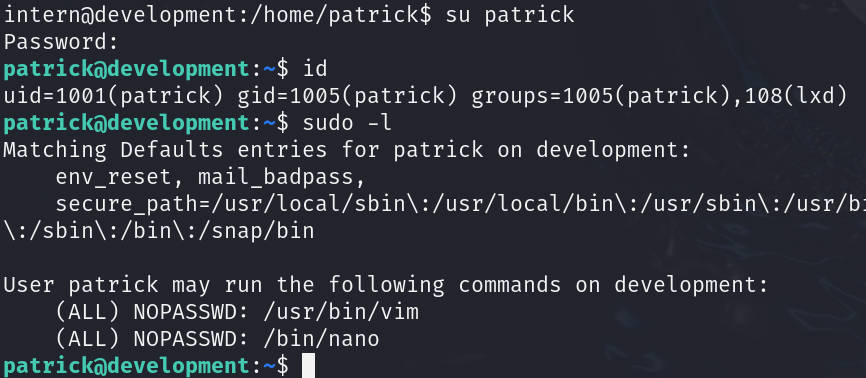 intern@development:/home/patrick$ su patrick
Password:
patrick@development:~$ id
uid=1001(patrick) gid=1005(patrick) groups=1005(patrick),108(lxd)
patrick@development:~$ sudo -l
Matching Defaults entries for patrick on development:
    env_reset, mail_badpass,
    secure_path=/usr/local/sbin\:/usr/local/bin\:/usr/sbin\:/usr/bi
\:/sbin\:/bin\:/snap/bin

User patrick may run the following commands on development:
    (ALL) NOPASSWD: /usr/bin/vim
    (ALL) NOPASSWD: /bin/nano
patrick@development:~$